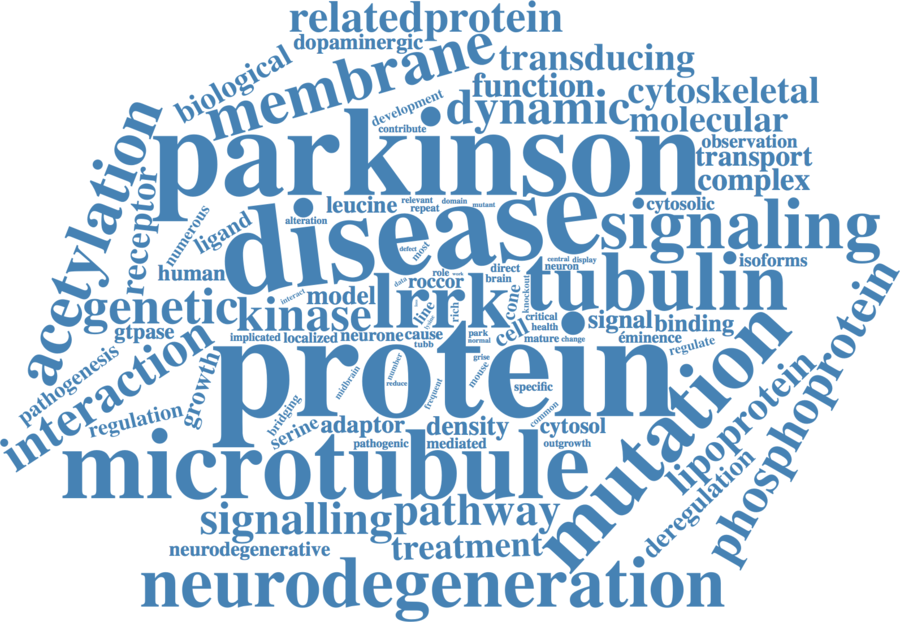 relatedprotein
dopaminergic
biological
membrane
transducing
function
development
contribute
dynamic
cytoskeletal
molecular
parkinson
observation
transport
complex
acetylation
receptor
numerous
ligand
alteration
leucine
relevant
repeat
domain
mutant
cytosolic
disease
signaling
human
defect
most
central
display
neuron
isoforms
direct
brain
role
roccor
data
tubulin
genetic
kinase
interact
model
lrrk
line
rich
cone
knockout
critical
health
signal
binding
gtpase
implicated
localized
neurone
cause
tubb
park
normal
cell
mature
change
éminence
regulate
pathogenesis
interaction
growth
protein
midbrain
number
reduce
frequent
grise
mouse
specific
mutation
lipoprotein
phosphoprotein
regulation
bridging
serine
adaptor
density
common
cytosol
pathogenic
mediated
outgrowth
microtubule
deregulation
signalling
pathway
neurodegenerative
treatment
neurodegeneration